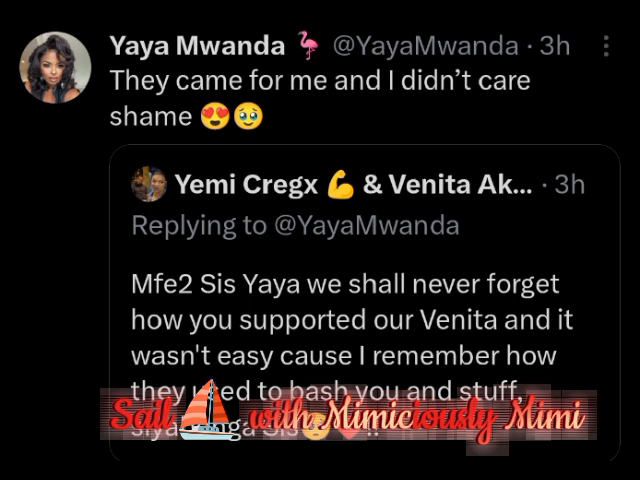 Yaya Mwanda 🦩 @YayaMwanda · 3h
They came for me and I didn’t care
shame 😍🥹
Yemi Cregx 💪 & Venita Ak... · 3h
Replying to @YayaMwanda
Mfe2 Sis Yaya we shall never forget
how you supported our Venita and it
wasn't easy cause I remember how
they used to bash you and stuff,
Sail ⛵ with Mimiciously Mimi
Sis